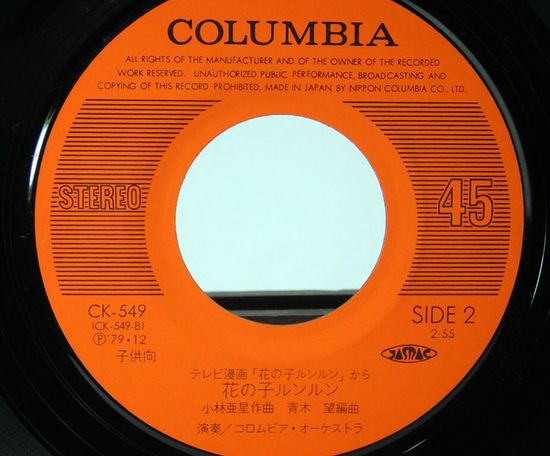 COLUMBIA
ALL RIGHTS OF THE MANUFACTURER AND OF THE OWNER OF THE RECORDED
WORK RESERVED. UNAUTHORIZED PUBLIC PERFORMANCE, BROADCASTING AND
COPYING OF THIS RECORD PROHIBITED. MADE IN JAPAN BY NIPPON COLUMBIA CO., LTD.
STEREO
45
CK-549
(CK-549-B)
Ⓟ'79・12
子供向
SIDE 2
2:55
JASRAC
テレビ漫画「花の子ルンルン」から
花の子ルンルン
小林亜星作曲 青木 望編曲
演奏/コロムビア・オーケストラ